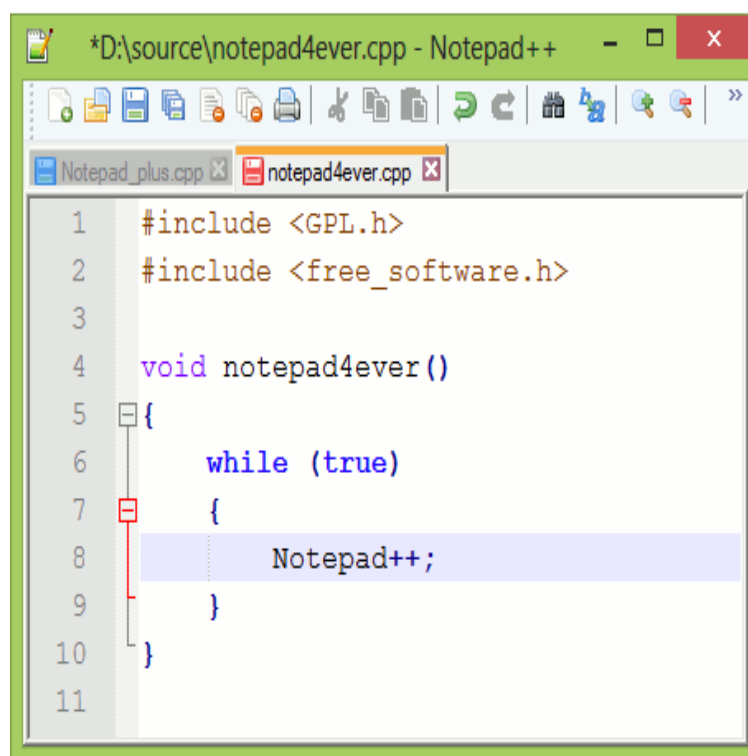 *D:\source\notepad4ever.cpp - Notepad++
Notepad_plus.cpp notepad4ever.cpp
1 #include <GPL.h>
2 #include <free_software.h>
3
4 void notepad4ever()
5 {
6 while (true)
7 {
8 Notepad++;
9 }
10 }
11